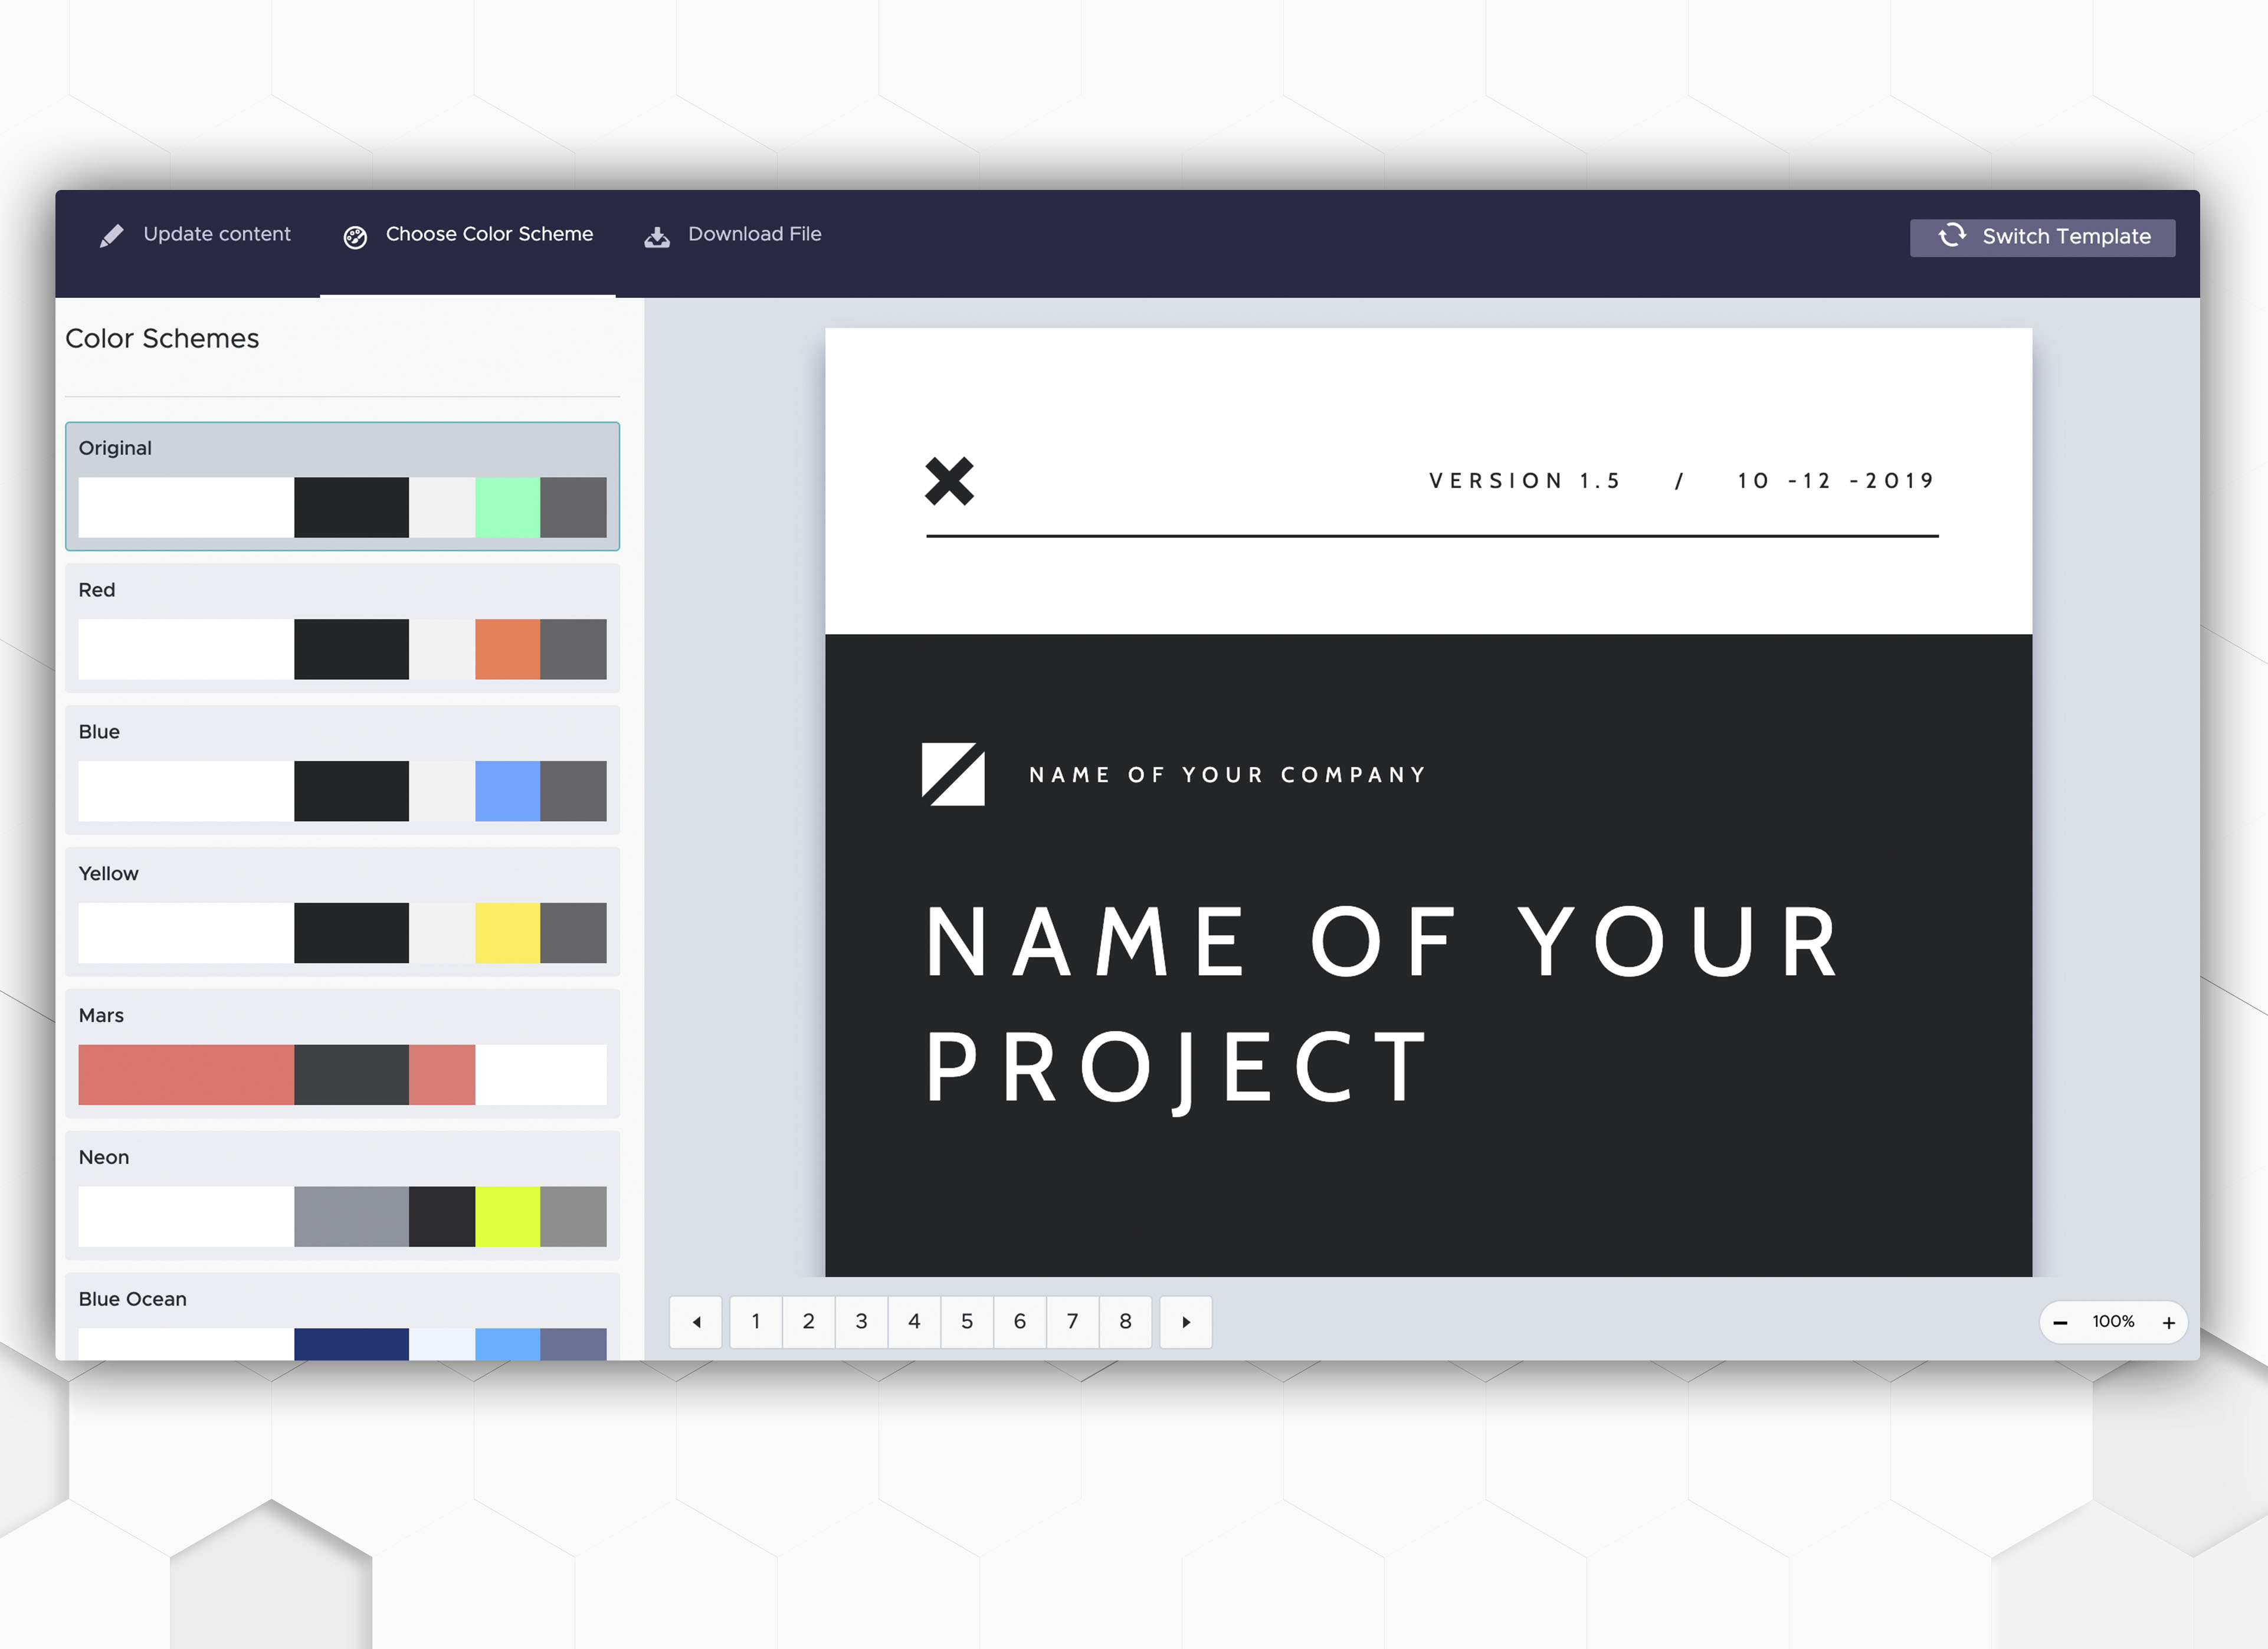 Update content
Choose Color Scheme
Download File
Switch Template
Color Schemes
Original
Red
Blue
Yellow
Mars
Neon
Blue Ocean
VERSION 1.5 / 10 -12 -2019
NAME OF YOUR COMPANY
NAME OF YOUR
PROJECT
1 2 3 4 5 6 7 8
− 100% +